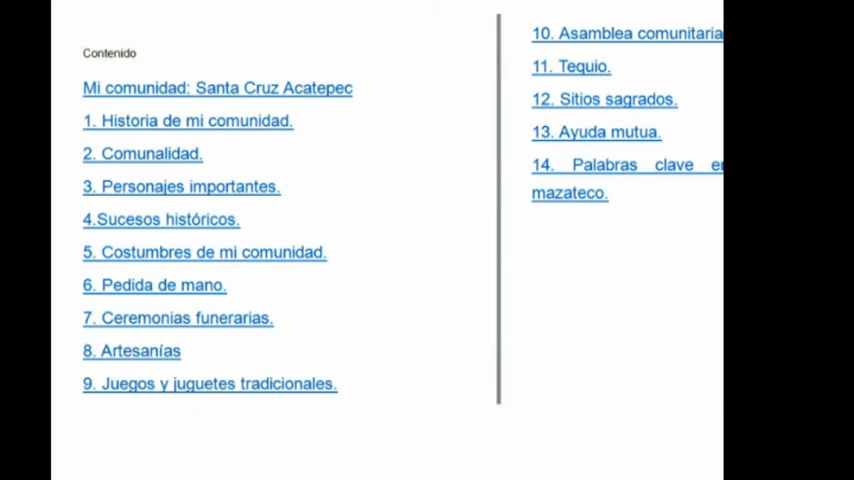 Contenido
Mi comunidad: Santa Cruz Acatepec
1. Historia de mi comunidad.
2. Comunalidad.
3. Personajes importantes.
4.Sucesos históricos.
5. Costumbres de mi comunidad.
6. Pedida de mano.
7. Ceremonias funerarias.
8. Artesanías
9. Juegos y juguetes tradicionales.
10. Asamblea comunitaria
11. Tequio.
12. Sitios sagrados.
13. Ayuda mutua.
14. Palabras clave en
mazateco.